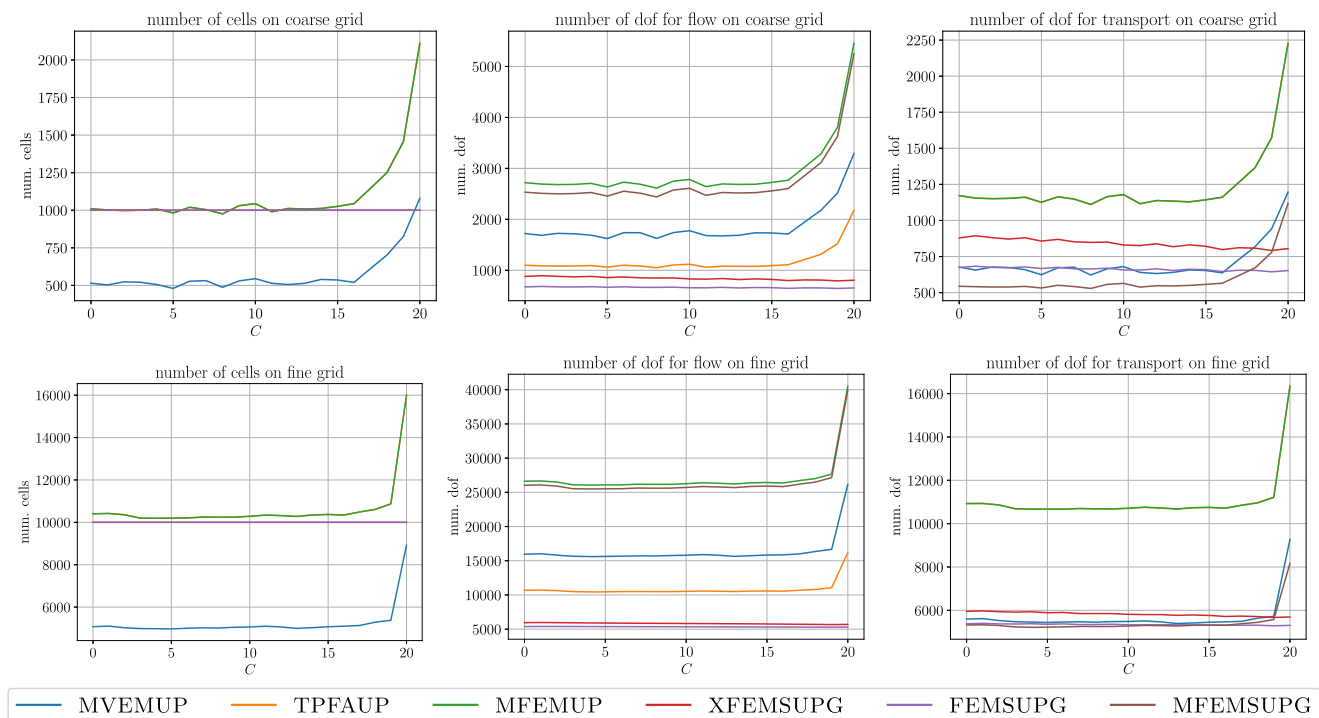 number of cells on coarse grid
num. cells
2000
1750
1500
1250
1000
750
500
0 5 10 15 20
C
number of dof for flow on coarse grid
num. dof
5000
4000
3000
2000
1000
0 5 10 15 20
C
number of dof for transport on coarse grid
num. dof
2250
2000
1750
1500
1250
1000
750
500
0 5 10 15 20
C
number of cells on fine grid
num. cells
16000
14000
12000
10000
8000
6000
0 5 10 15 20
C
number of dof for flow on fine grid
num. dof
40000
35000
30000
25000
20000
15000
10000
5000
0 5 10 15 20
C
number of dof for transport on fine grid
num. dof
16000
14000
12000
10000
8000
6000
0 5 10 15 20
C
MVEMUP TPFAUP MFEMUP XFEMSUPG FEMSUPG MFEMSUPG